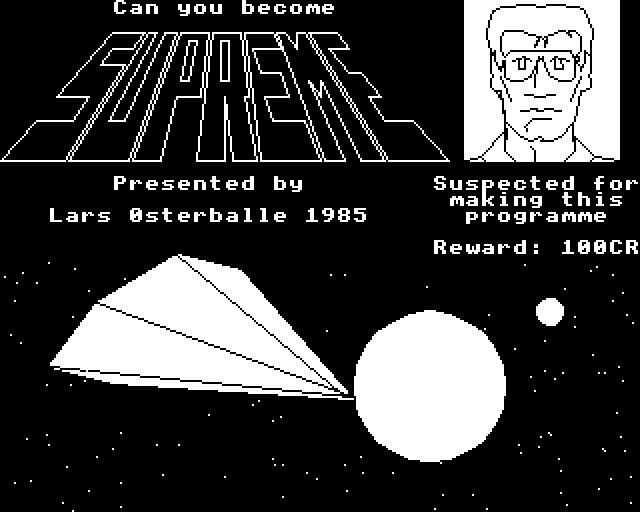 Can you become
SUPREME
Presented by
Lars Østerballe 1985
Suspected for
making this
programme
Reward: 100CR